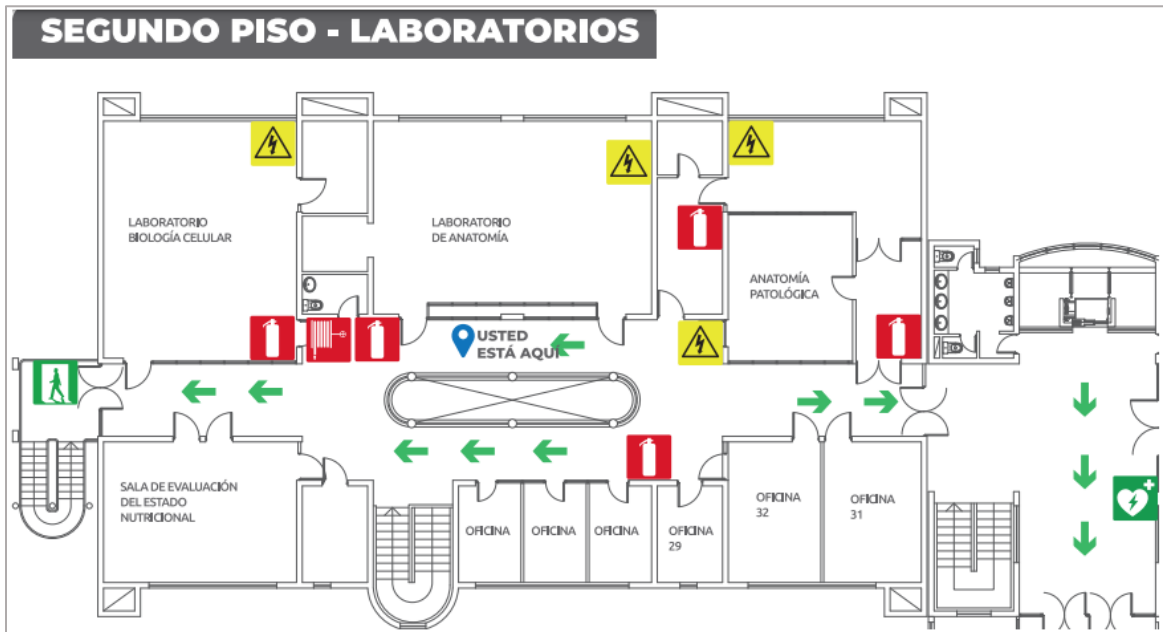 SEGUNDO PISO - LABORATORIOS
LABORATORIO
BIOLOGÍA CELULAR
LABORATORIO
DE ANATOMÍA
ANATOMÍA
PATOLÓGICA
USTED
ESTÁ AQUÍ
SALA DE EVALUACIÓN
DEL ESTADO
NUTRICIONAL
OFICINA
OFICINA
OFICINA
OFICINA
29
OFICINA
32
OFICINA
31